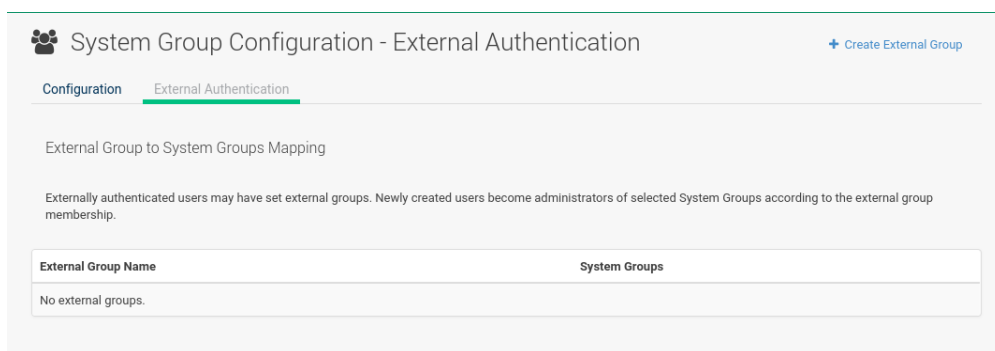 System Group Configuration - External Authentication
+ Create External Group
Configuration External Authentication
External Group to System Groups Mapping
Externally authenticated users may have set external groups. Newly created users become administrators of selected System Groups according to the external group
membership.
External Group Name System Groups
No external groups.